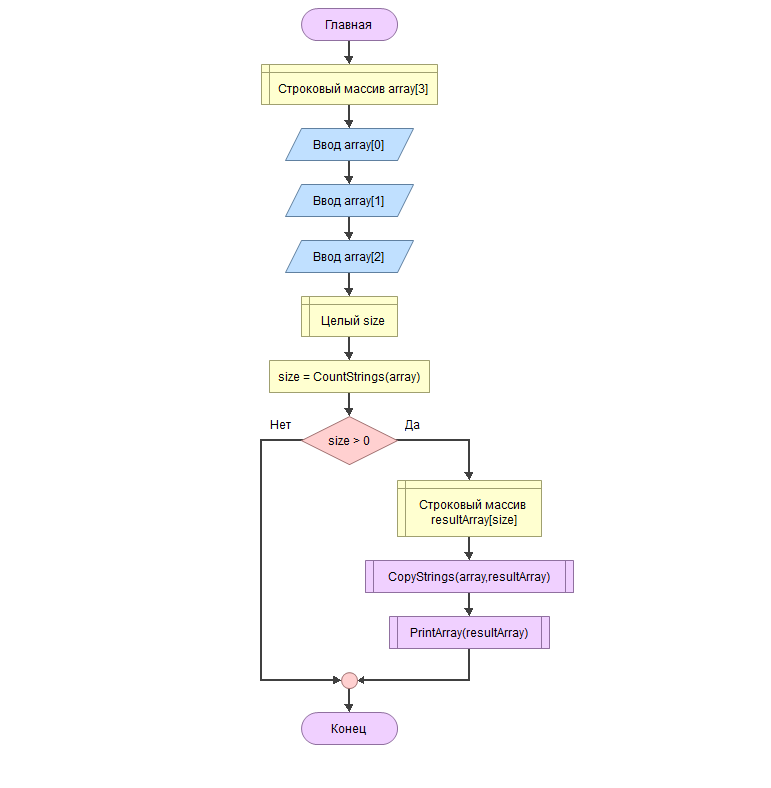 Главная
Строковый массив array[3]
Ввод array[0]
Ввод array[1]
Ввод array[2]
Целый size
size = CountStrings(array)
Нет
Да
size > 0
Строковый массив
resultArray[size]
CopyStrings(array,resultArray)
PrintArray(resultArray)
Конец